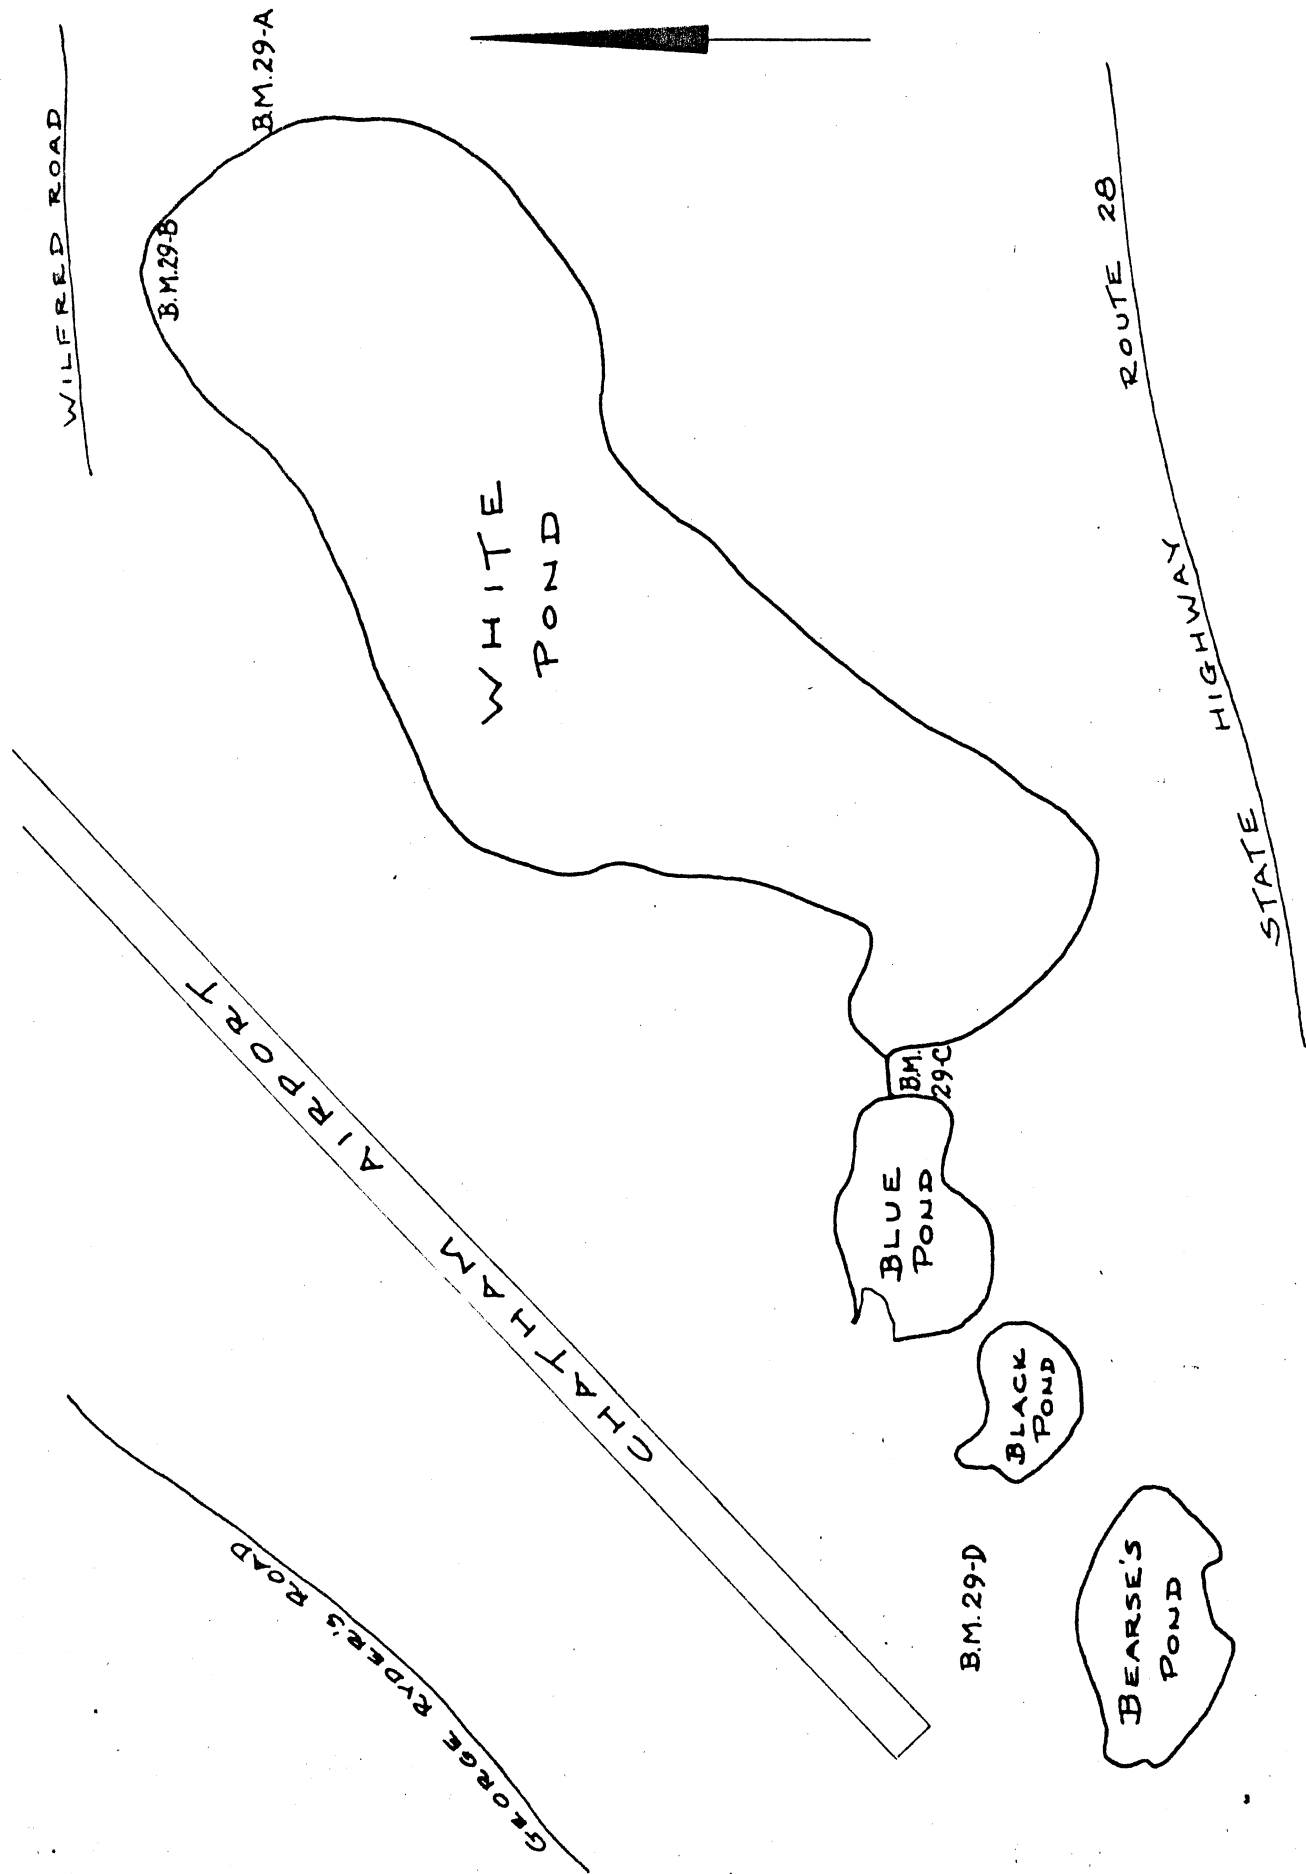 WILFRED ROAD
B.M.29-A
B.M.29-B
WHITE
POND
CHATHAM AIRPORT
GEORGE RYDER'S ROAD
B.M.
29-C
BLUE
POND
BLACK
POND
B.M.29-D
BEARSE'S
POND
STATE HIGHWAY ROUTE 28